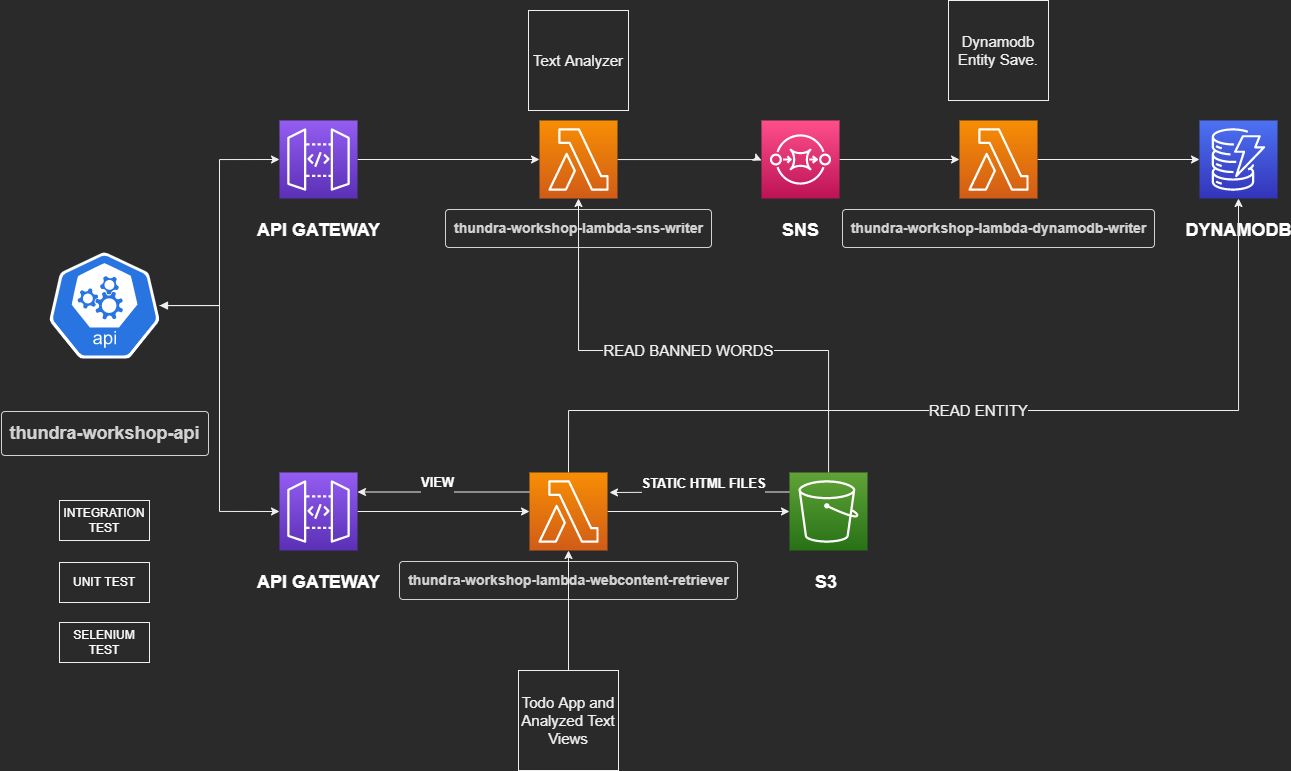 Text Analyzer
Dynamodb
Entity Save.
API GATEWAY
thundra-workshop-lambda-sns-writer
SNS
thundra-workshop-lambda-dynamodb-writer
DYNAMODB
api
READ BANNED WORDS
READ ENTITY
thundra-workshop-api
VIEW
STATIC HTML FILES
INTEGRATION
TEST
UNIT TEST
SELENIUM
TEST
API GATEWAY
thundra-workshop-lambda-webcontent-retriever
S3
Todo App and
Analyzed Text
Views